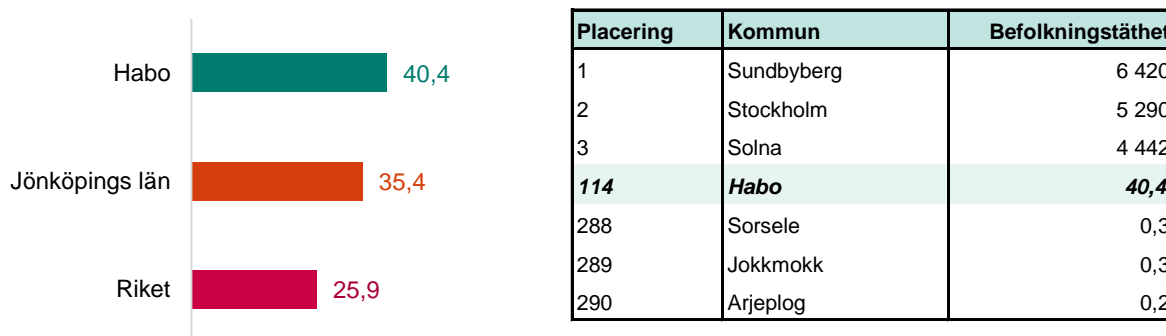 Habo 40,4
Jönköpings län 35,4
Riket 25,9
Placering Kommun Befolkningstäthet
1 Sundbyberg 6 420
2 Stockholm 5 290
3 Solna 4 442
114 Habo 40,4
288 Sorsele 0,3
289 Jokkmokk 0,3
290 Arjeplog 0,2